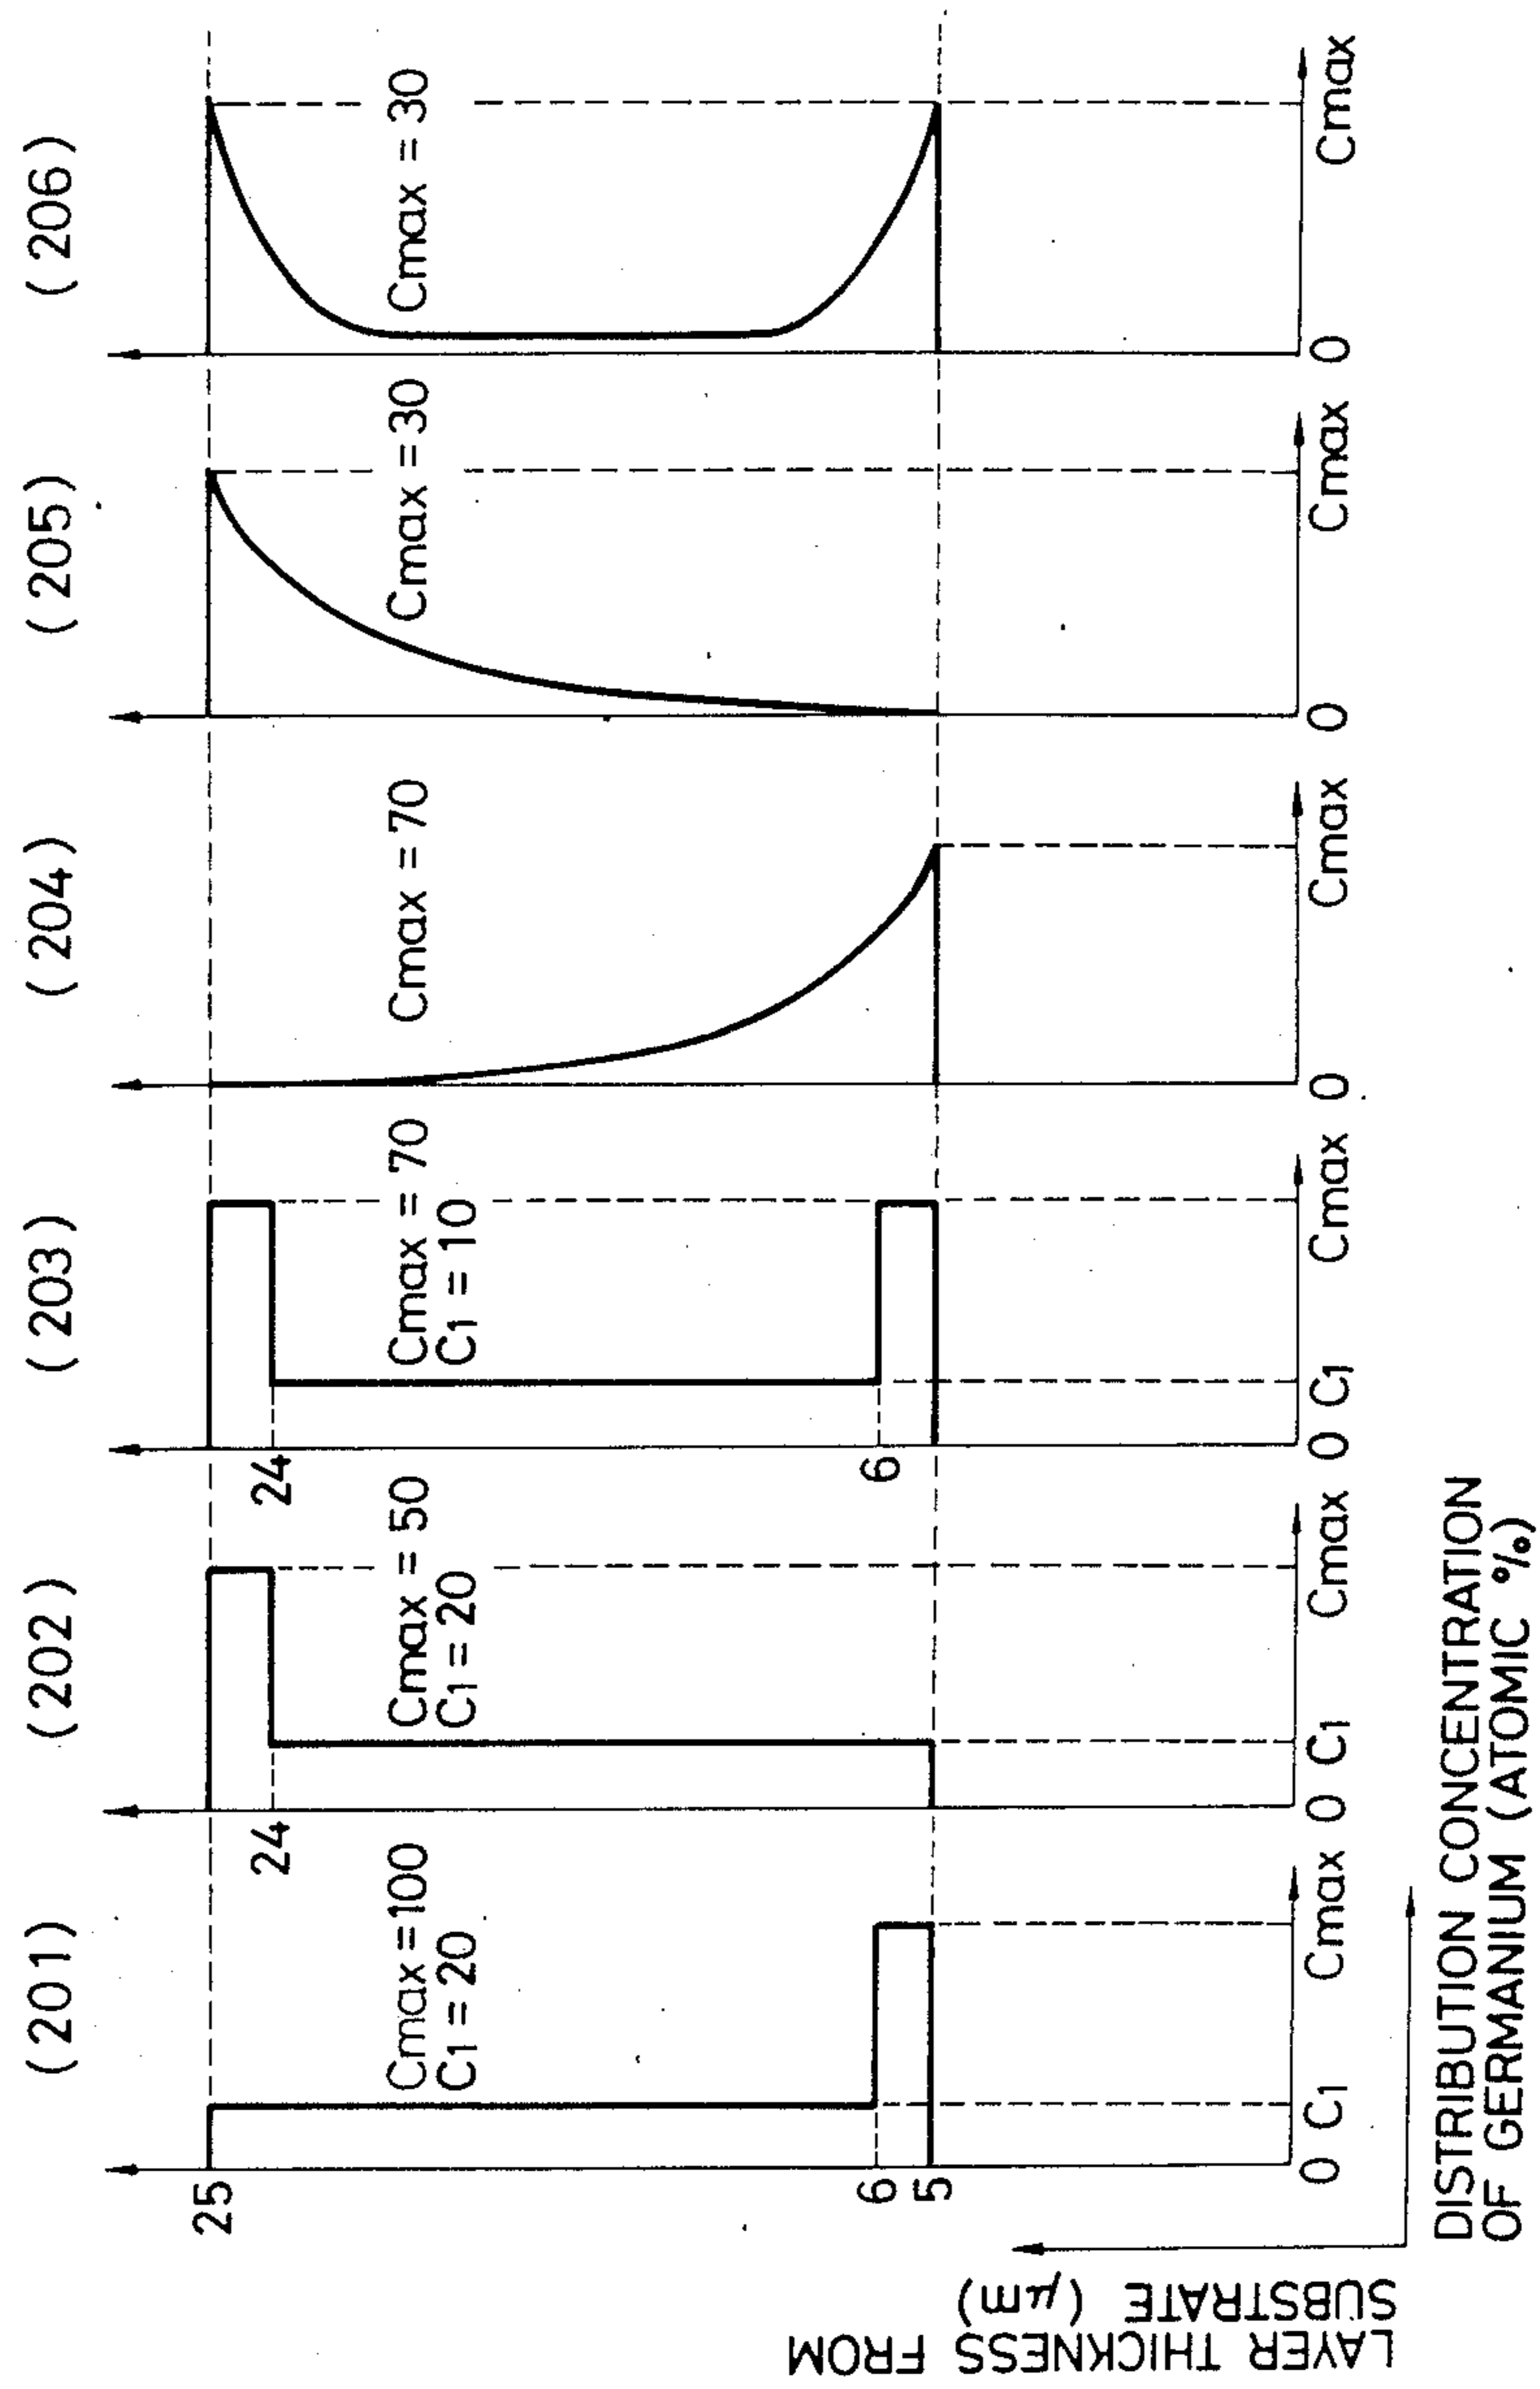 (201)
(202)
(203)
(204)
(205)
(206)
25
6
5
Cmax=100
C1 = 20
0 C1 Cmax
24
Cmax = 50
C1 = 20
0 C1 Cmax
24
6
Cmax = 70
C1 = 10
0 C1 Cmax
Cmax = 70
0 Cmax
Cmax = 30
0 Cmax
Cmax = 30
0 Cmax
LAYER THICKNESS FROM
SUBSTRATE (μm)
DISTRIBUTION CONCENTRATION
OF GERMANIUM (ATOMIC %)